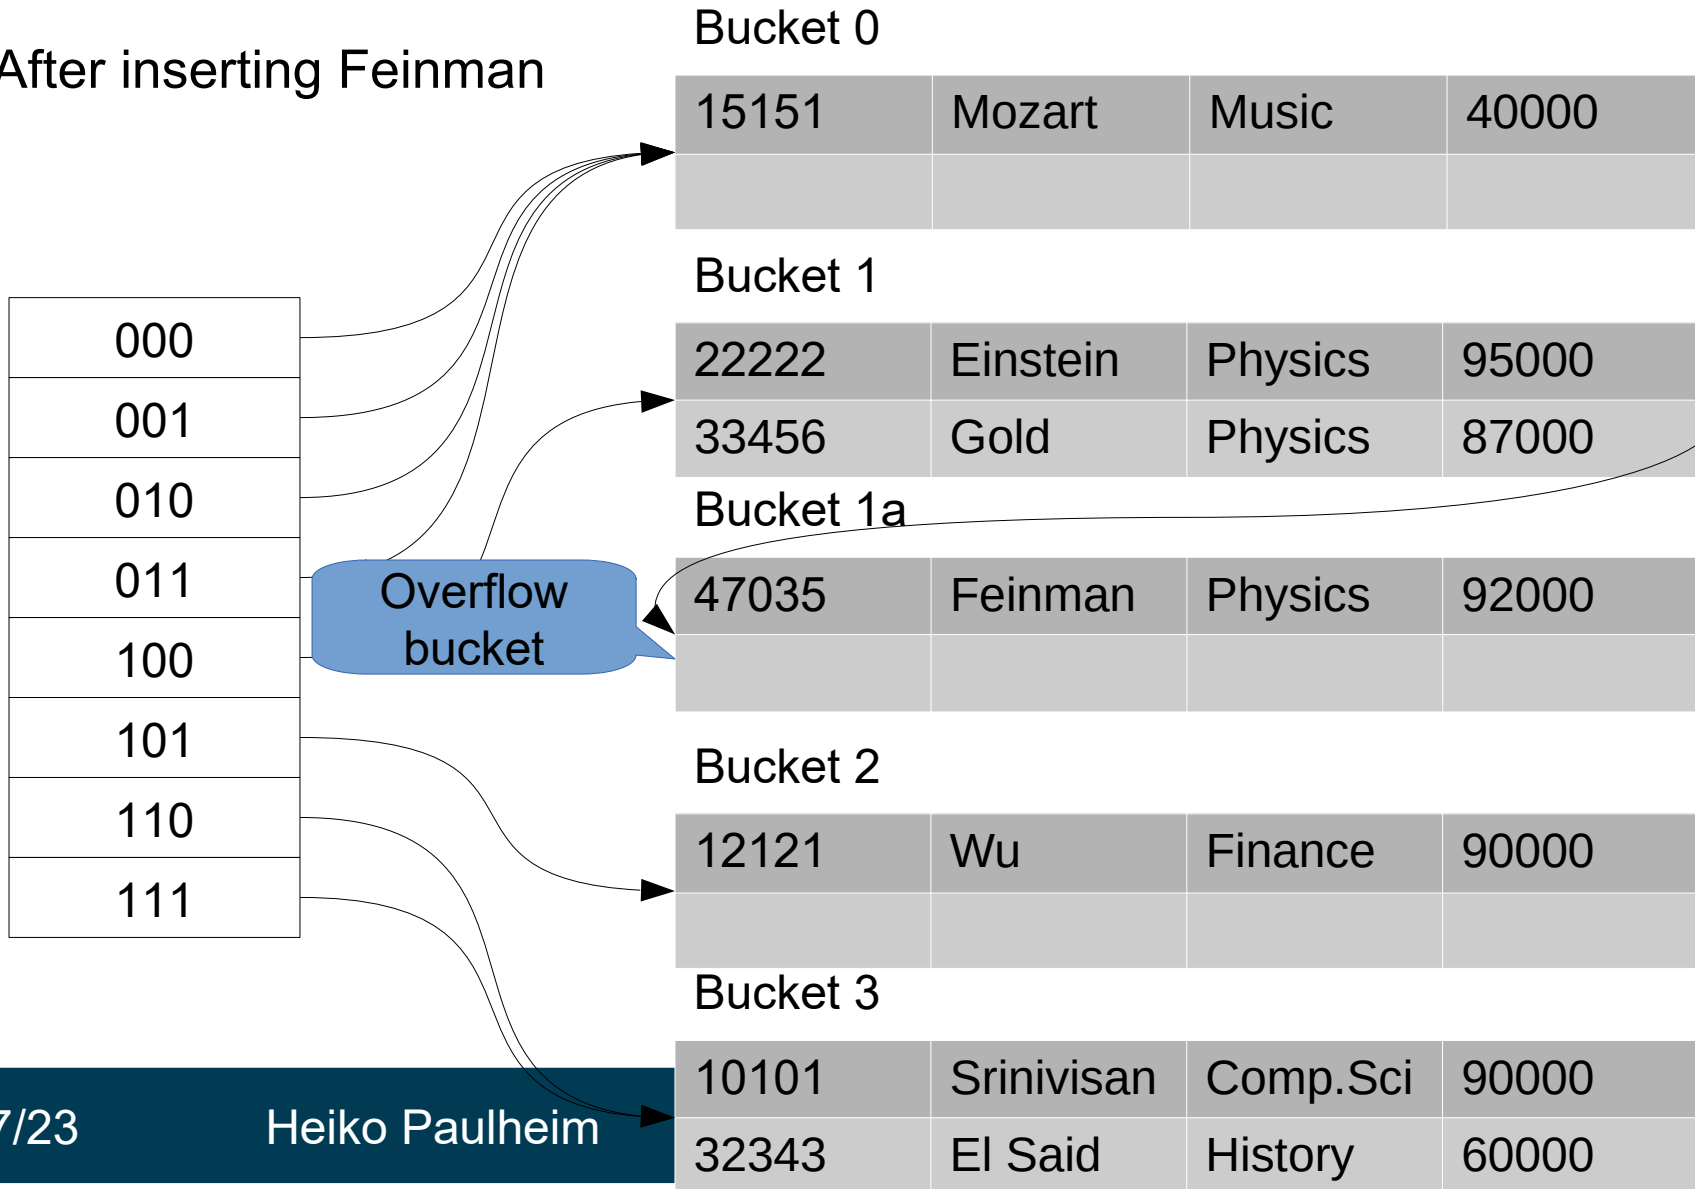 After inserting Feinman
000
001
010
011
100
101
110
111
Overflow
bucket
Bucket 0
15151 Mozart Music 40000
Bucket 1
22222 Einstein Physics 95000
33456 Gold Physics 87000
Bucket 1a
47035 Feinman Physics 92000
Bucket 2
12121 Wu Finance 90000
Bucket 3
10101 Srinivisan Comp.Sci 90000
32343 El Said History 60000
7/23 Heiko Paulheim